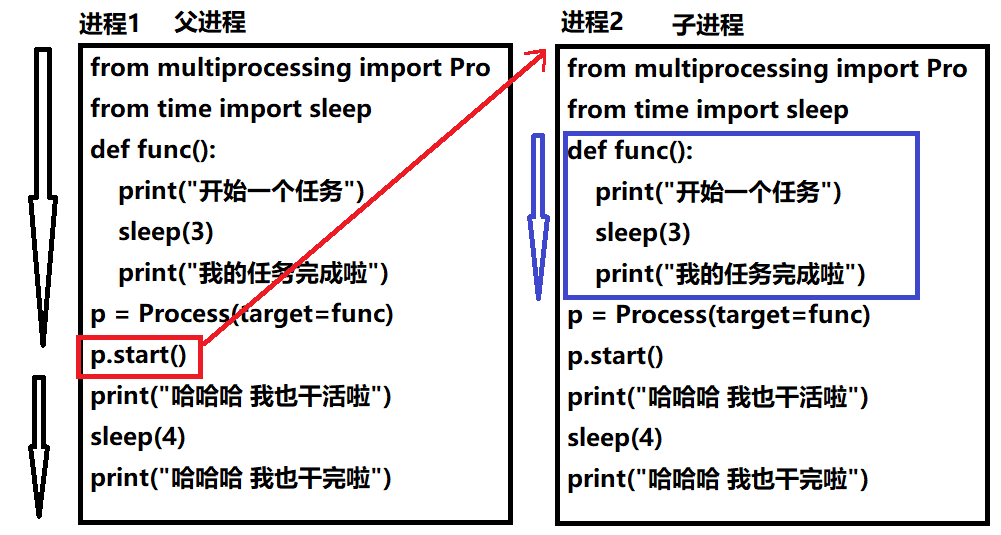 进程1 父进程
from multiprocessing import Pro
from time import sleep
def func():
print("开始一个任务")
sleep(3)
print("我的任务完成啦")
p = Process(target=func)
p.start()
print("哈哈哈 我也干活啦")
sleep(4)
print("哈哈哈 我也干完啦")
进程2 子进程
from multiprocessing import Pro
from time import sleep
def func():
print("开始一个任务")
sleep(3)
print("我的任务完成啦")
p = Process(target=func)
p.start()
print("哈哈哈 我也干活啦")
sleep(4)
print("哈哈哈 我也干完啦")